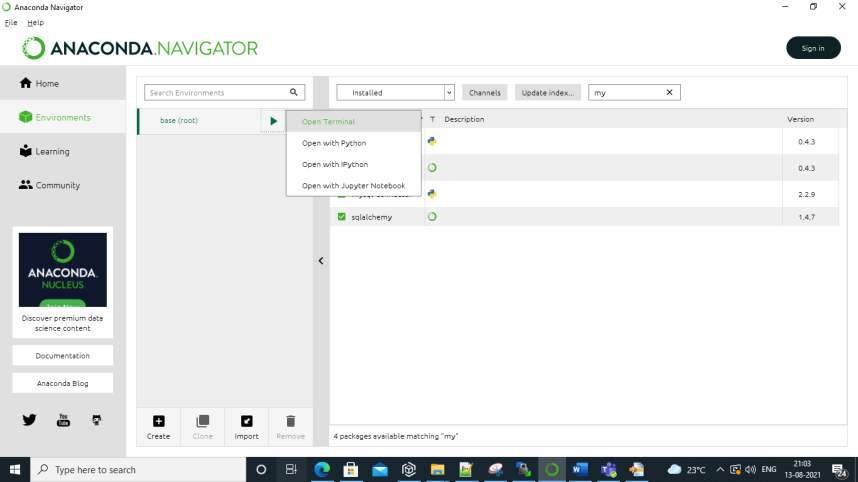 Anaconda Navigator
File Help
ANACONDA.NAVIGATOR
Sign in
Home
Environments
Learning
Community
ANACONDA.
NUCLEUS
Join Now
Discover premium data
science content
Documentation
Anaconda Blog
You
Tube
Search Environments
base (root)
Open Terminal
Open with Python
Open with IPython
Open with Jupyter Notebook
Create
Clone
Import
Remove
Installed
Channels
Update index...
my
X
T Description
Version
0.4.3
0.4.3
2.2.9
sqlalchemy
1.4.7
4 packages available matching "my"
Type here to search
23°C
ENG
21:03
13-08-2021
24